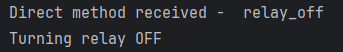 Direct method received -  relay_off
Turning relay OFF